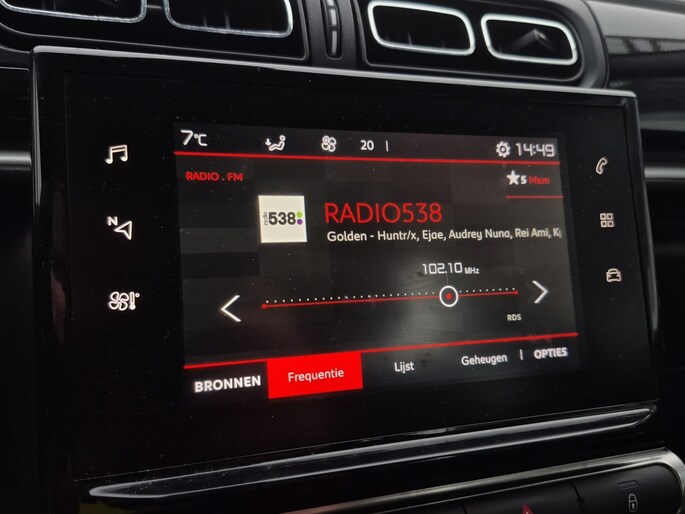 7°C
20
14:49
RADIO . FM
5 Mem
N
radio
538
RADIO538
Golden - Huntr/x, Ejae, Audrey Nuna, Rei Ami,
102.10 MHz
RDS
BRONNEN
Frequentie
Lijst
Geheugen
OPTIES